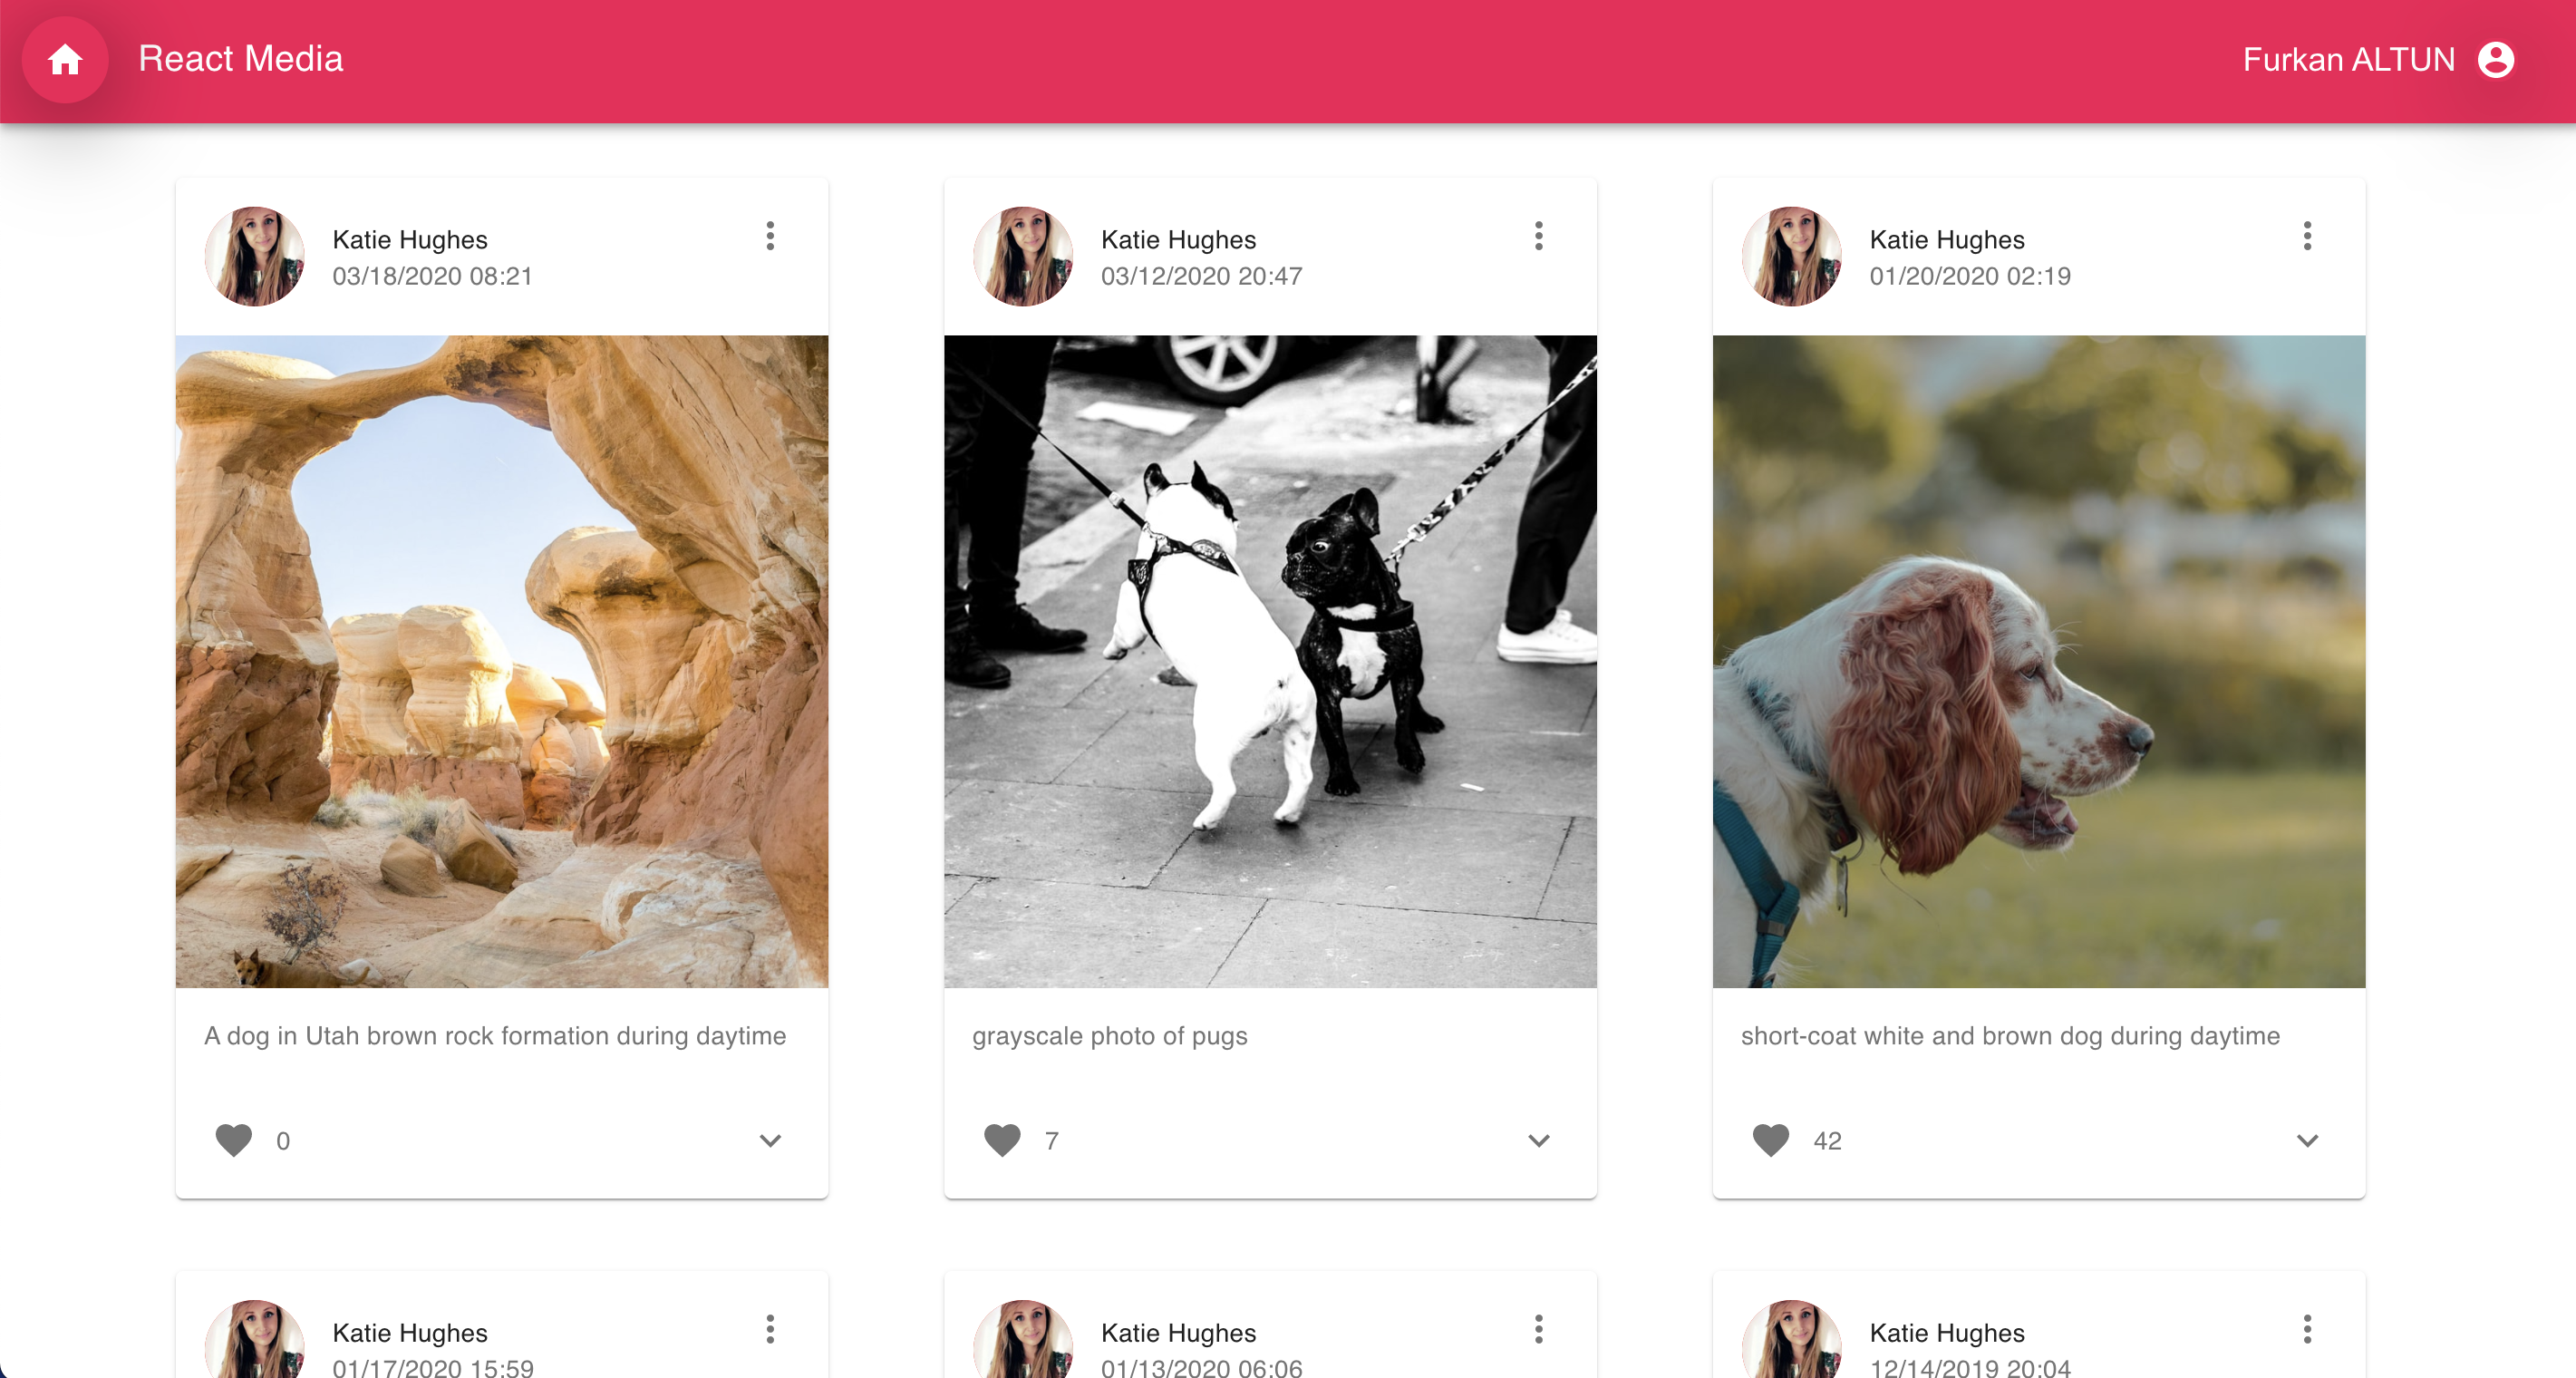 React Media
Furkan ALTUN
Katie Hughes
03/18/2020 08:21
A dog in Utah brown rock formation during daytime
0
Katie Hughes
03/12/2020 20:47
grayscale photo of pugs
7
Katie Hughes
01/20/2020 02:19
short-coat white and brown dog during daytime
42
Katie Hughes
01/17/2020 15:59
Katie Hughes
01/13/2020 06:06
Katie Hughes
12/14/2019 20:04